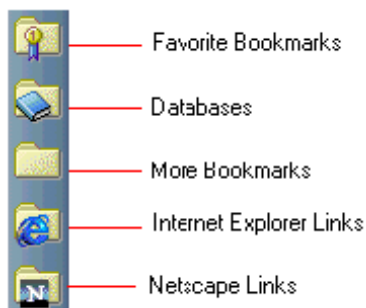 Favorite Bookmarks
Databases
More Bookmarks
Internet Explorer Links
N
Netscape Links